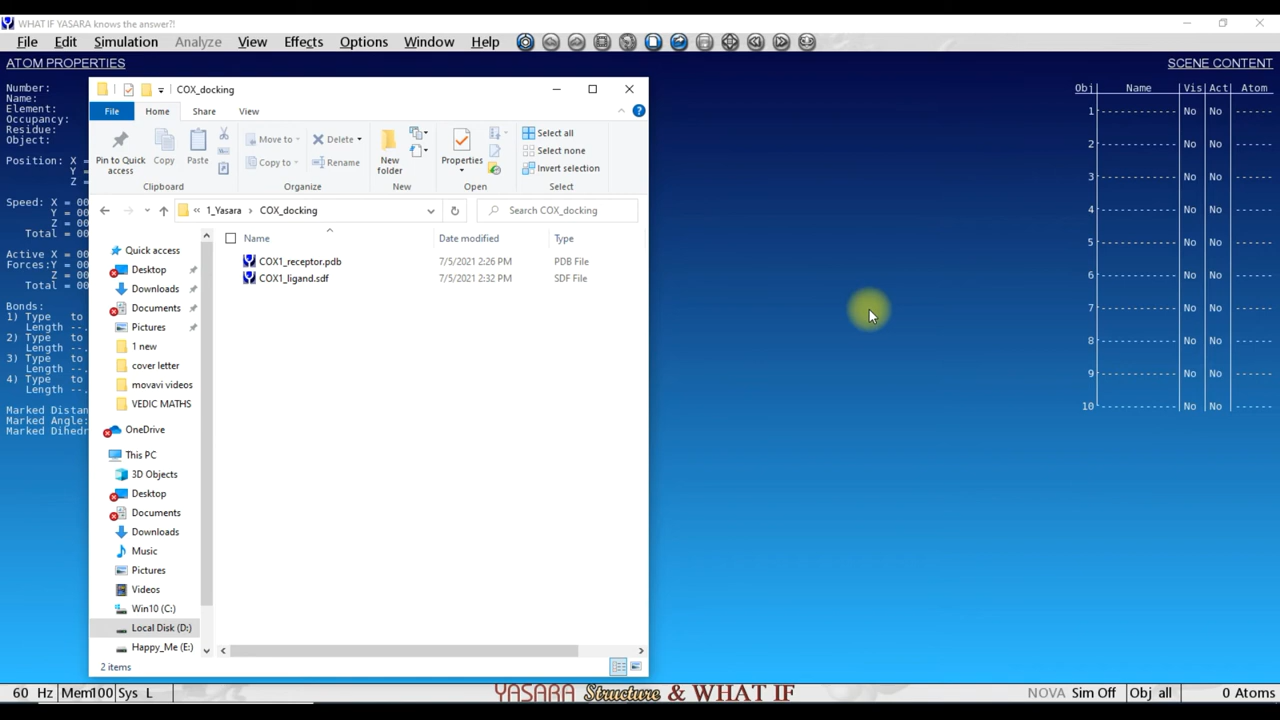 WHAT IF YASARA knows the answer?!
File Edit Simulation Analyze View Effects Options Window Help
ATOM PROPERTIES
Number:
Name:
Element:
Occupancy:
Residue:
Object:
Position: X =
Y =
Z =
Speed: X = 00
Y = 00
Z = 00
Total = 00
Active X = 00
Forces:Y = 00
Z = 00
Total = 00
Bonds:
1) Type to
Length --.
2) Type to
Length --.
3) Type to
Length --.
4) Type to
Length --.
Marked Distan
Marked Angle:
Marked Dihedr
COX_docking
File Home Share View
Pin to Quick access
Copy
Paste
Clipboard
Move to
Copy to
Delete
Rename
Organize
New folder
New
Properties
Open
Select all
Select none
Invert selection
Select
« 1_Yasara > COX_docking
Search COX_docking
Quick access
Desktop
Downloads
Documents
Pictures
1 new
cover letter
movavi videos
VEDIC MATHS
OneDrive
This PC
3D Objects
Desktop
Documents
Downloads
Music
Pictures
Videos
Win10 (C:)
Local Disk (D:)
Happy_Me (E:)
Name Date modified Type
COX1_receptor.pdb 7/5/2021 2:26 PM PDB File
COX1_ligand.sdf 7/5/2021 2:32 PM SDF File
2 items
SCENE CONTENT
Obj Name Vis Act Atom
1 ------------ No No ------
2 ------------ No No ------
3 ------------ No No ------
4 ------------ No No ------
5 ------------ No No ------
6 ------------ No No ------
7 ------------ No No ------
8 ------------ No No ------
9 ------------ No No ------
10 ------------ No No ------
60 Hz Mem100 Sys L
YASARA Structure & WHAT IF
NOVA Sim Off Obj all 0 Atoms